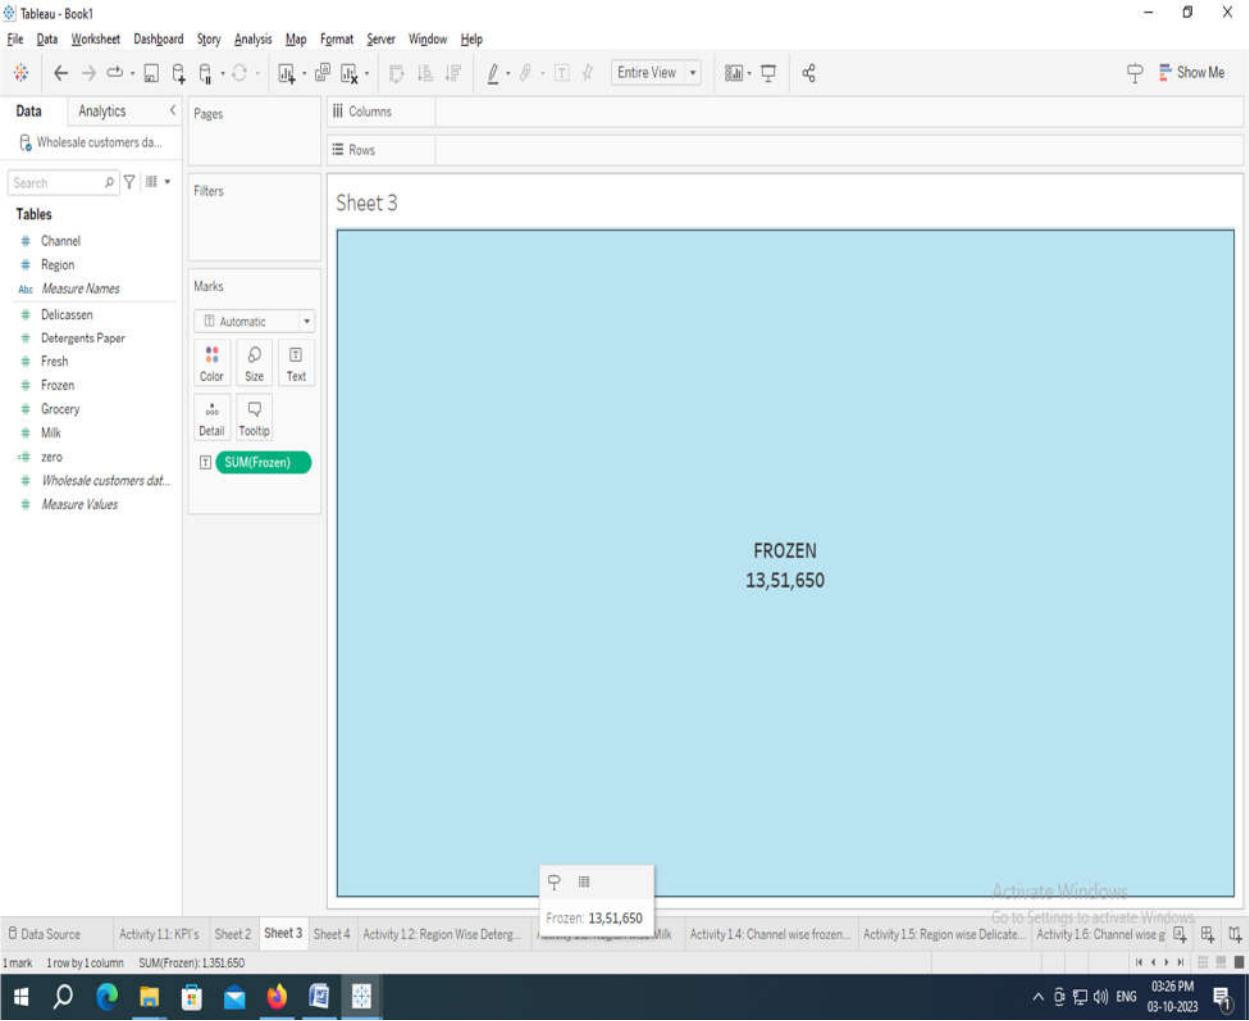 Tableau - Book1
File Data Worksheet Dashboard Story Analysis Map Format Server Window Help
Entire View
Show Me
Data Analytics
Wholesale customers da...
Search
Tables
Channel
Region
Abc Measure Names
Delicassen
Detergents Paper
Fresh
Frozen
Grocery
Milk
zero
Wholesale customers dat...
Measure Values
Pages
Filters
Marks
Automatic
Color Size Text
Detail Tooltip
SUM(Frozen)
Columns
Rows
Sheet 3
FROZEN
13,51,650
Frozen: 13,51,650
Activate Windows
Go to Settings to activate Windows.
Data Source Activity 1.1: KPI's Sheet 2 Sheet 3 Sheet 4 Activity 1.2: Region Wise Deterg... Milk Activity 1.4: Channel wise frozen... Activity 1.5: Region wise Delicate... Activity 1.6: Channel wise g
1 mark 1 row by 1 column SUM(Frozen): 1,351,650
ENG
03:26 PM
03-10-2023
1